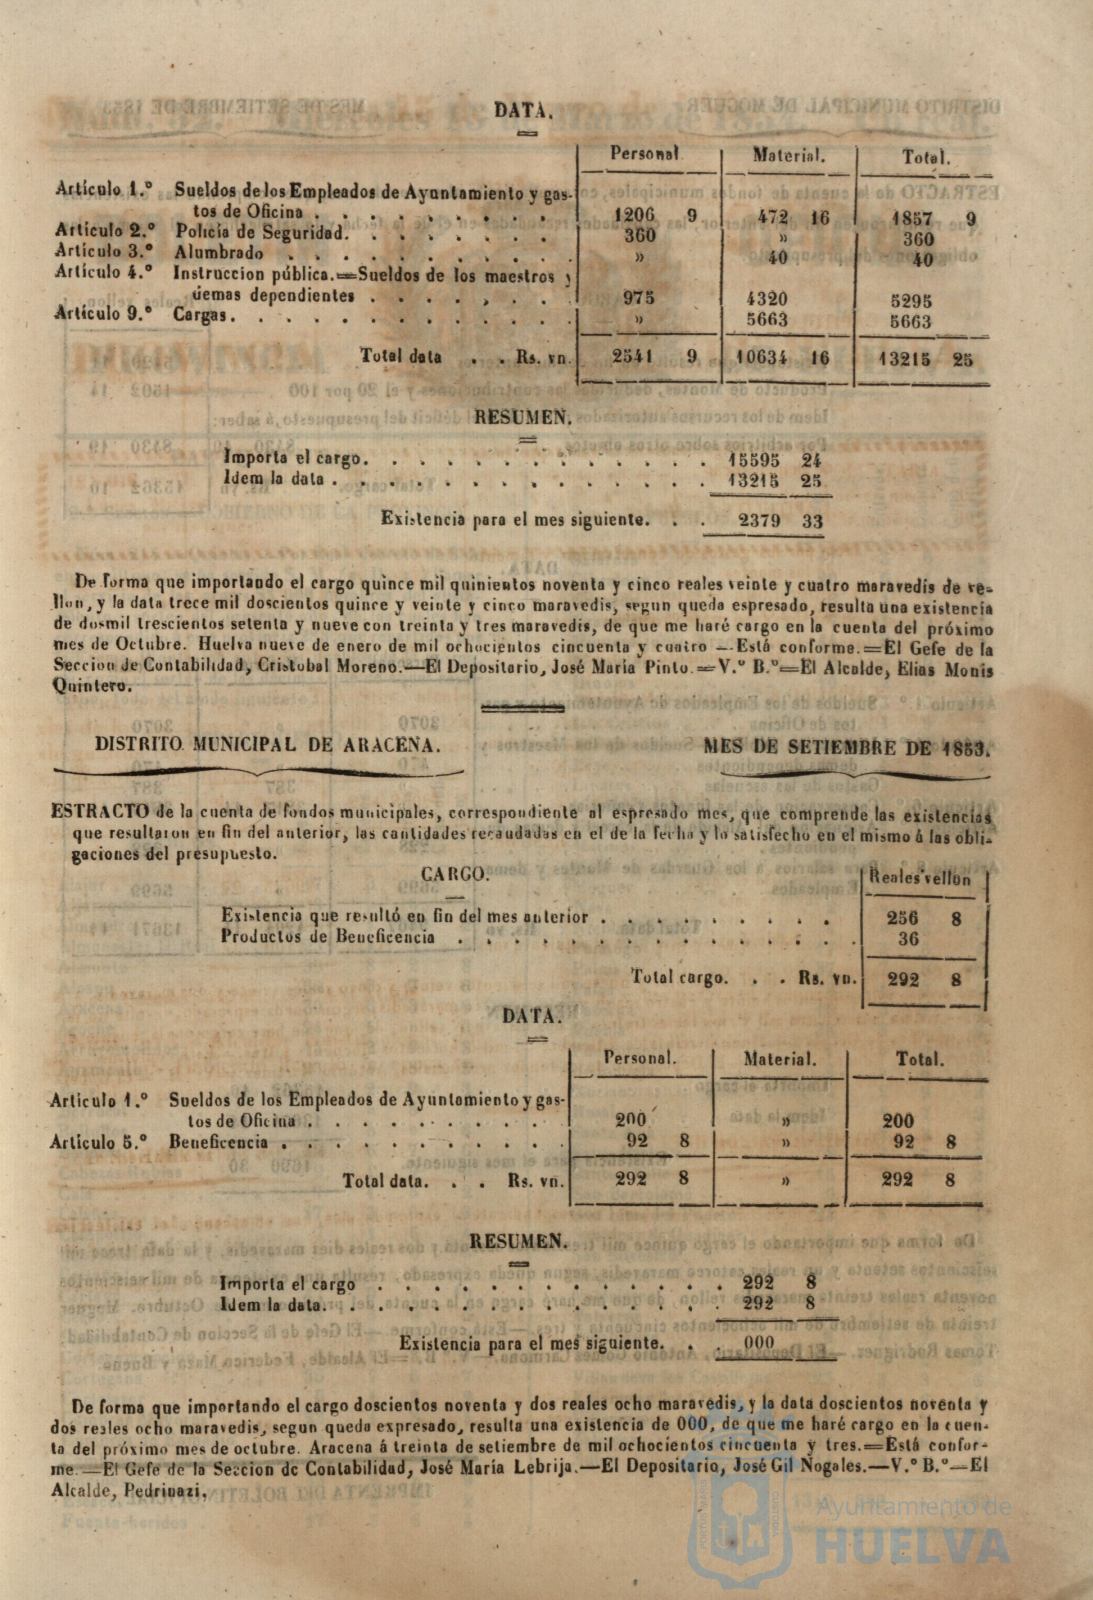 DATA.
Personal. Material. Total.
Artículo 1.º Sueldos de los Empleados de Ayuntamiento y gas-
tos de Oficina . . . . . . . . . 1206 9 472 16 1857 9
Artículo 2.º Policía de Seguridad. . . . . . . . 360 » 360
Artículo 3.º Alumbrado . . . . . . . . . . » 40 40
Artículo 4.º Instruccion pública.=Sueldos de los maestros y
demas dependientes . . . . . . . 975 4320 5295
Artículo 9.º Cargas. . . . . . . . . . . . » 5663 5663
Total data . . Rs. vn. 2541 9 10634 16 13215 25
RESUMEN.
Importa el cargo. . . . . . . . . . . . . 15595 24
Idem la data . . . . . . . . . . . . . . 13215 25
Existencia para el mes siguiente. . . 2379 33
De forma que importando el cargo quince mil quinientos noventa y cinco reales veinte y cuatro maravedis de ve-
llon, y la data trece mil doscientos quince y veinte y cinco maravedis, segun queda espresado, resulta una existencia
de dosmil trescientos setenta y nueve con treinta y tres maravedis, de que me haré cargo en la cuenta del próximo
mes de Octubre. Huelva nueve de enero de mil ochocientos cincuenta y cuatro —Está conforme.=El Gefe de la
Seccion de Contabilidad, Cristobal Moreno.—El Depositario, José María Pinto.=V.º B.º=El Alcalde, Elias Monis
Quintero.
DISTRITO MUNICIPAL DE ARACENA. MES DE SETIEMBRE DE 1853.
ESTRACTO de la cuenta de fondos municipales, correspondiente al espresado mes, que comprende las existencias
que resultaron en fin del anterior, las cantidades recaudadas en el de la fecha y lo satisfecho en el mismo á las obli-
gaciones del presupuesto.
CARGO. Reales vellon
Existencia que resultó en fin del mes anterior . . . . . . . . . 256 8
Productos de Beneficencia . . . . . . . . . . . . . . . 36
Total cargo. . . Rs. vn. 292 8
DATA.
Personal. Material. Total.
Artículo 1.º Sueldos de los Empleados de Ayuntamiento y gas-
tos de Oficina . . . . . . . . . . 200 » 200
Artículo 5.º Beneficencia . . . . . . . . . . . 92 8 » 92 8
Total data. . . Rs. vn. 292 8 » 292 8
RESUMEN.
Importa el cargo . . . . . . . . . . . . . 292 8
Idem la data. . . . . . . . . . . . . . . 292 8
Existencia para el mes siguiente. . . 000
De forma que importando el cargo doscientos noventa y dos reales ocho maravedis, y la data doscientos noventa y
dos reales ocho maravedis, segun queda expresado, resulta una existencia de 000, de que me haré cargo en la cuen-
ta del próximo mes de octubre. Aracena á treinta de setiembre de mil ochocientos cincuenta y tres.=Está confor-
me.—El Gefe de la Seccion de Contabilidad, José María Lebrija.—El Depositario, José Gil Nogales.—V.º B.º—El
Alcalde, Pedrinazi.
Ayuntamiento de
HUELVA